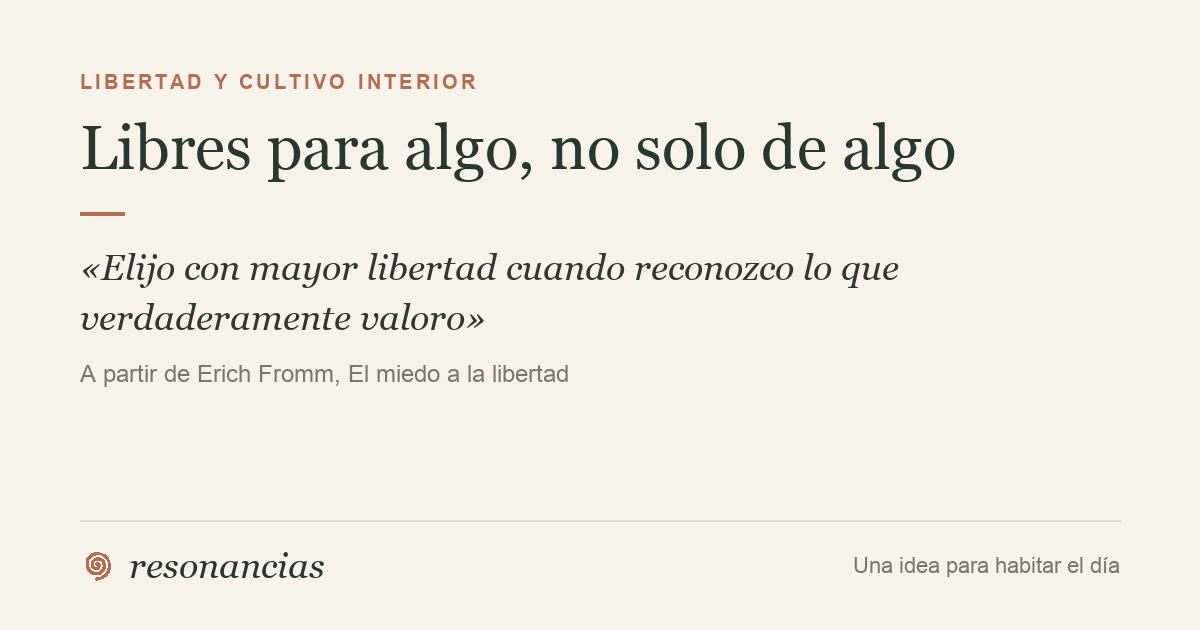 LIBERTAD Y CULTIVO INTERIOR
Libres para algo, no solo de algo
«Elijo con mayor libertad cuando reconozco lo que
verdaderamente valoro»
A partir de Erich Fromm, El miedo a la libertad
resonancias
Una idea para habitar el día